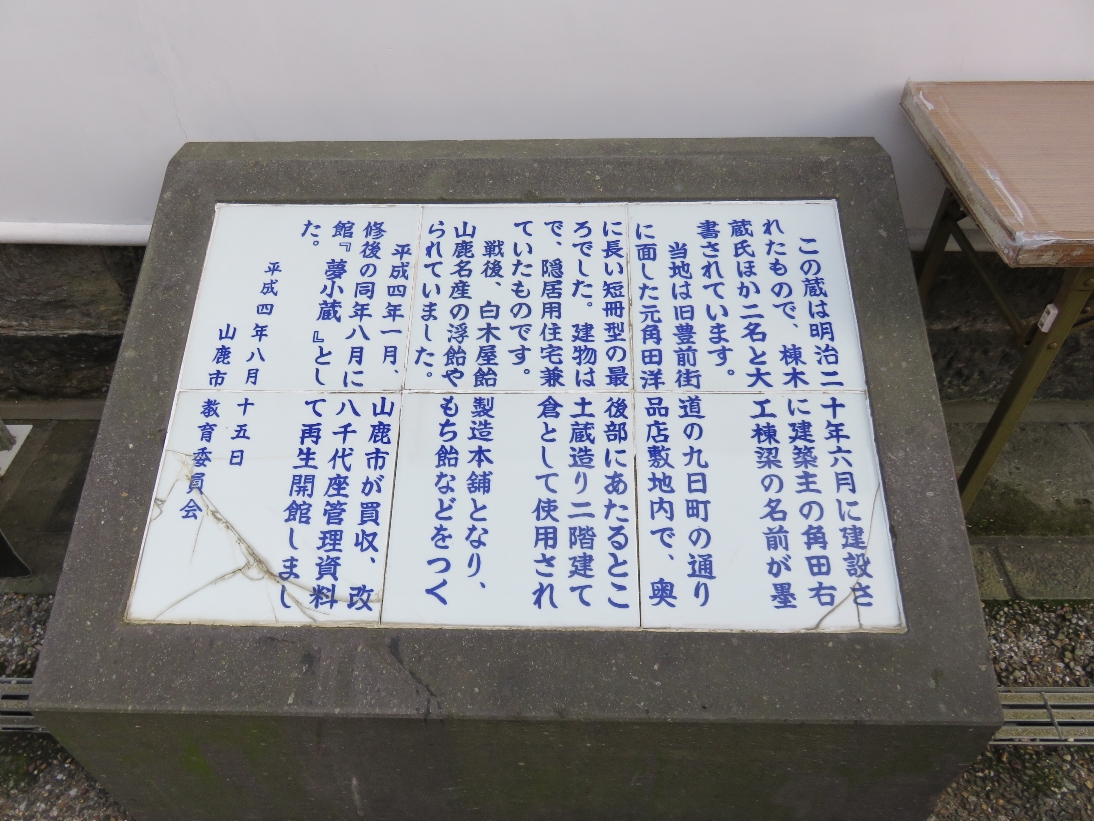 この蔵は明治二十年六月に建設さ
れたもので、棟木に建築主の角田右
蔵氏ほか二名と大工棟梁の名前が墨
書されています。
当地は旧豊前街道の九日町の通り
に面した元角田洋品店敷地内で、奥
に長い短冊型の最後部にあたるとこ
ろでした。建物は土蔵造り二階建て
で、隠居用住宅兼倉として使用され
ていたものです。
戦後、白木屋飴製造本舗となり、
山鹿名産の浮飴やもち飴などをつく
られていました。
平成四年一月、山鹿市が買収、改
修後の同年八月に八千代座管理資料
館『夢小蔵』として再生開館しまし
た。
平成四年八月十五日
山鹿市教育委員会